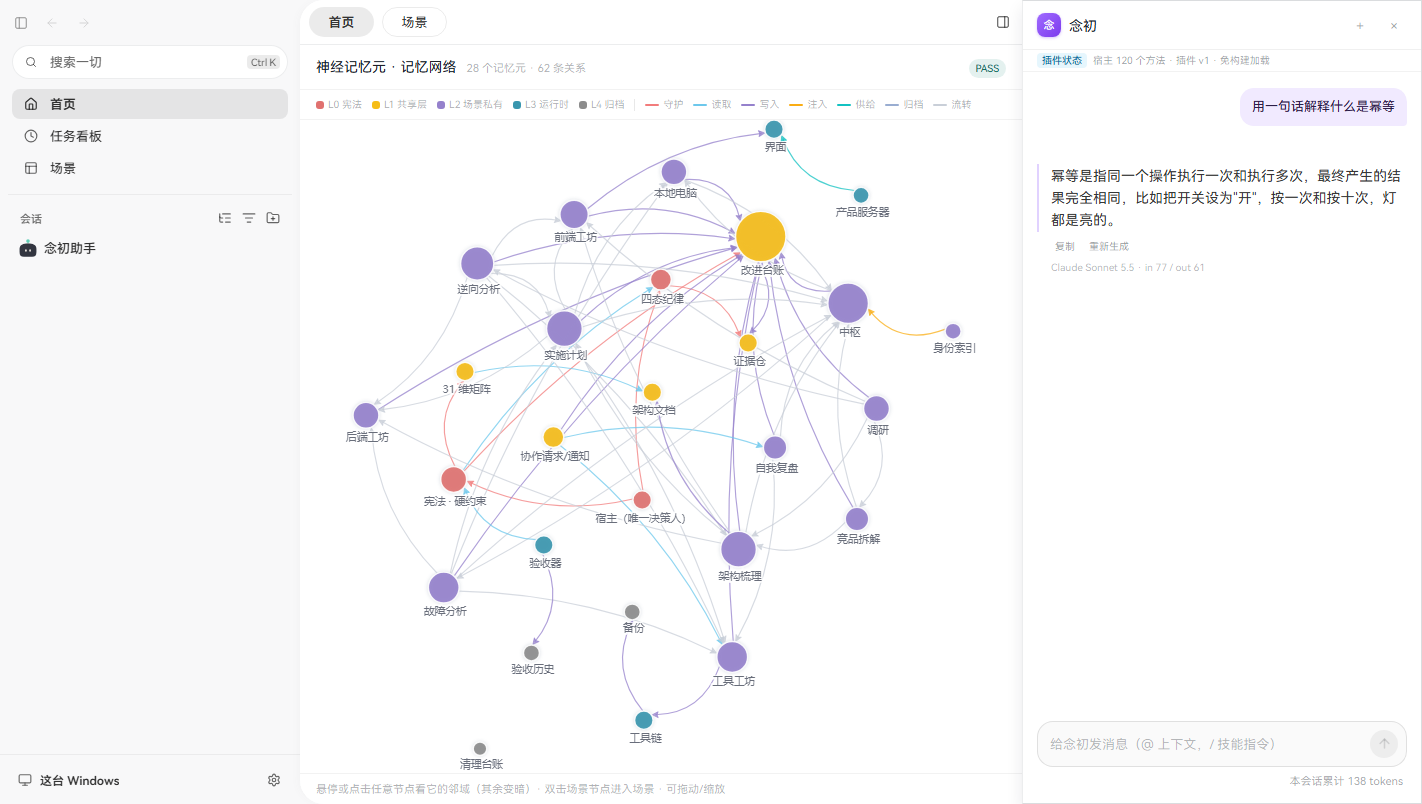 搜索一切
Ctrl K
首页
任务看板
场景
会话
念初助手
这台 Windows
首页
场景
神经记忆元 · 记忆网络
28 个记忆元 · 62 条关系
PASS
L0 宪法
L1 共享层
L2 场景私有
L3 运行时
L4 归档
守护
读取
写入
注入
供给
归档
流转
界面
本地电脑
产品服务器
前端工坊
改进台账
逆向分析
四态纪律
中枢
实施计划
证据仓
身份索引
31 维矩阵
架构文档
后端工坊
调研
协作请求/通知
自我复盘
宪法 · 硬约束
宿主（唯一决策人）
竞品拆解
验收器
架构梳理
故障分析
备份
验收历史
工具工坊
工具链
清理台账
悬停或点击任意节点看它的邻域（其余变暗）· 双击场景节点进入场景 · 可拖动/缩放
念
念初
插件状态
宿主 120 个方法 · 插件 v1 · 免构建加载
用一句话解释什么是幂等
幂等是指同一个操作执行一次和执行多次，最终产生的结
果完全相同，比如把开关设为"开"，按一次和按十次，灯
都是亮的。
复制
重新生成
Claude Sonnet 5.5 · in 77 / out 61
给念初发消息（@ 上下文，/ 技能指令）
本会话累计 138 tokens